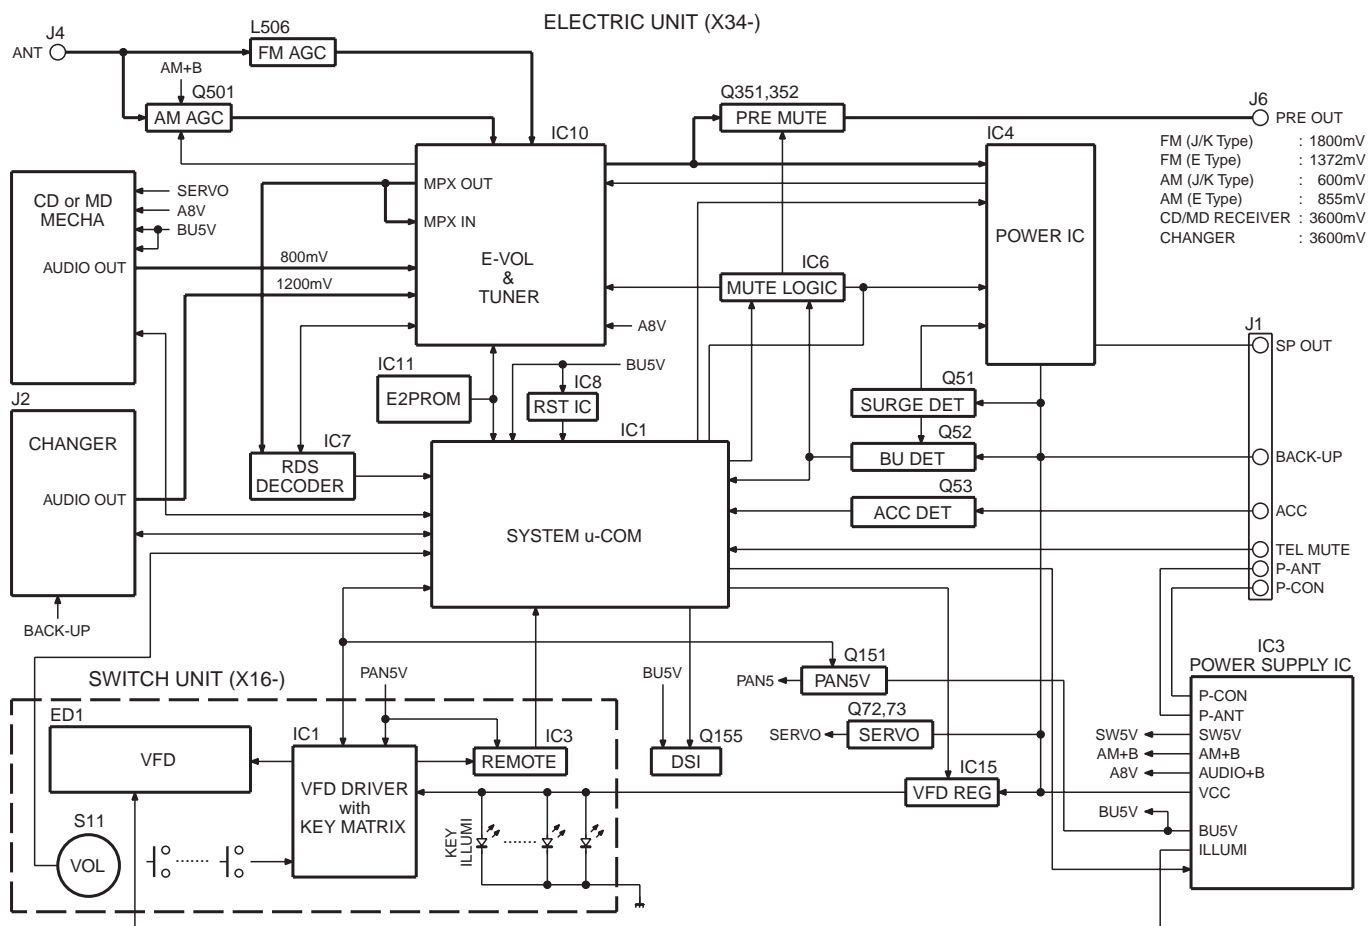 ELECTRIC UNIT (X34-)
J4
ANT
L506
FM AGC
AM+B
Q501
AM AGC
Q351,352
PRE MUTE
J6
PRE OUT
FM (J/K Type) : 1800mV
FM (E Type) : 1372mV
AM (J/K Type) : 600mV
AM (E Type) : 855mV
CD/MD RECEIVER : 3600mV
CHANGER : 3600mV
IC10
MPX OUT
MPX IN
E-VOL
&
TUNER
IC4
POWER IC
CD or MD
MECHA
SERVO
A8V
BU5V
AUDIO OUT
800mV
1200mV
IC6
MUTE LOGIC
A8V
J1
SP OUT
BACK-UP
ACC
TEL MUTE
P-ANT
P-CON
IC11
E2PROM
BU5V
IC8
RST IC
Q51
SURGE DET
Q52
BU DET
Q53
ACC DET
J2
CHANGER
AUDIO OUT
BACK-UP
IC7
RDS
DECODER
IC1
SYSTEM u-COM
SWITCH UNIT (X16-)
PAN5V
BU5V
Q151
PAN5
PAN5V
Q72,73
SERVO
SERVO
Q155
DSI
IC15
VFD REG
IC3
POWER SUPPLY IC
P-CON
P-ANT
SW5V
SW5V
AM+B
AM+B
A8V
AUDIO+B
VCC
BU5V
BU5V
ILLUMI
ED1
VFD
IC1
VFD DRIVER
with
KEY MATRIX
IC3
REMOTE
S11
VOL
KEY
ILLUMI